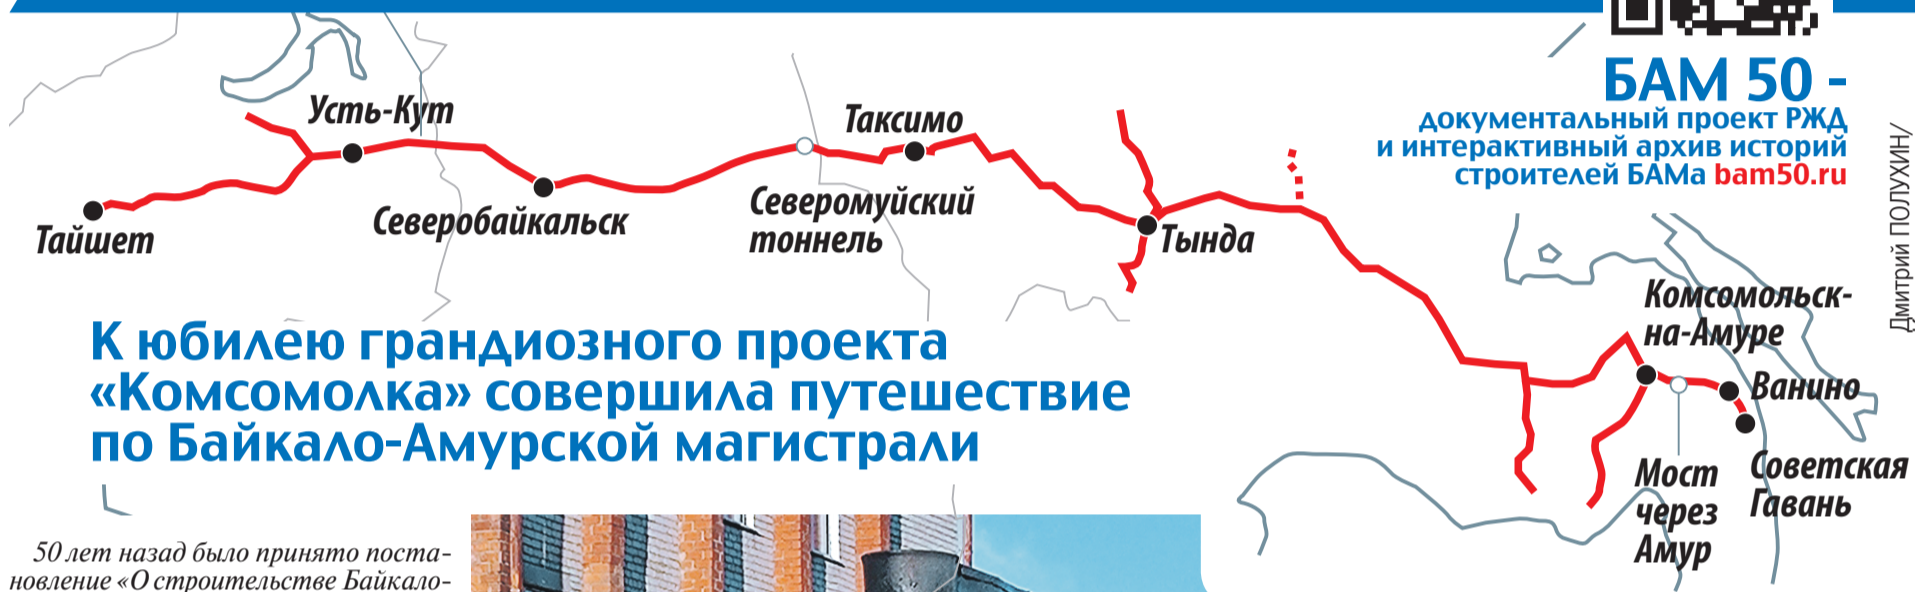 БАМ 50 -
документальный проект РЖД
и интерактивный архив историй
строителей БАМа bam50.ru
Дмитрий ПОЛУХИН/
Усть-Кут
Таксимо
Тайшет
Северобайкальск
Северомуйский
тоннель
Тында
Комсомольск-
на-Амуре
Ванино
Советская
Гавань
Мост
через
Амур
К юбилею грандиозного проекта
«Комсомолка» совершила путешествие
по Байкало-Амурской магистрали
50 лет назад было принято поста-
новление «О строительстве Байкало-